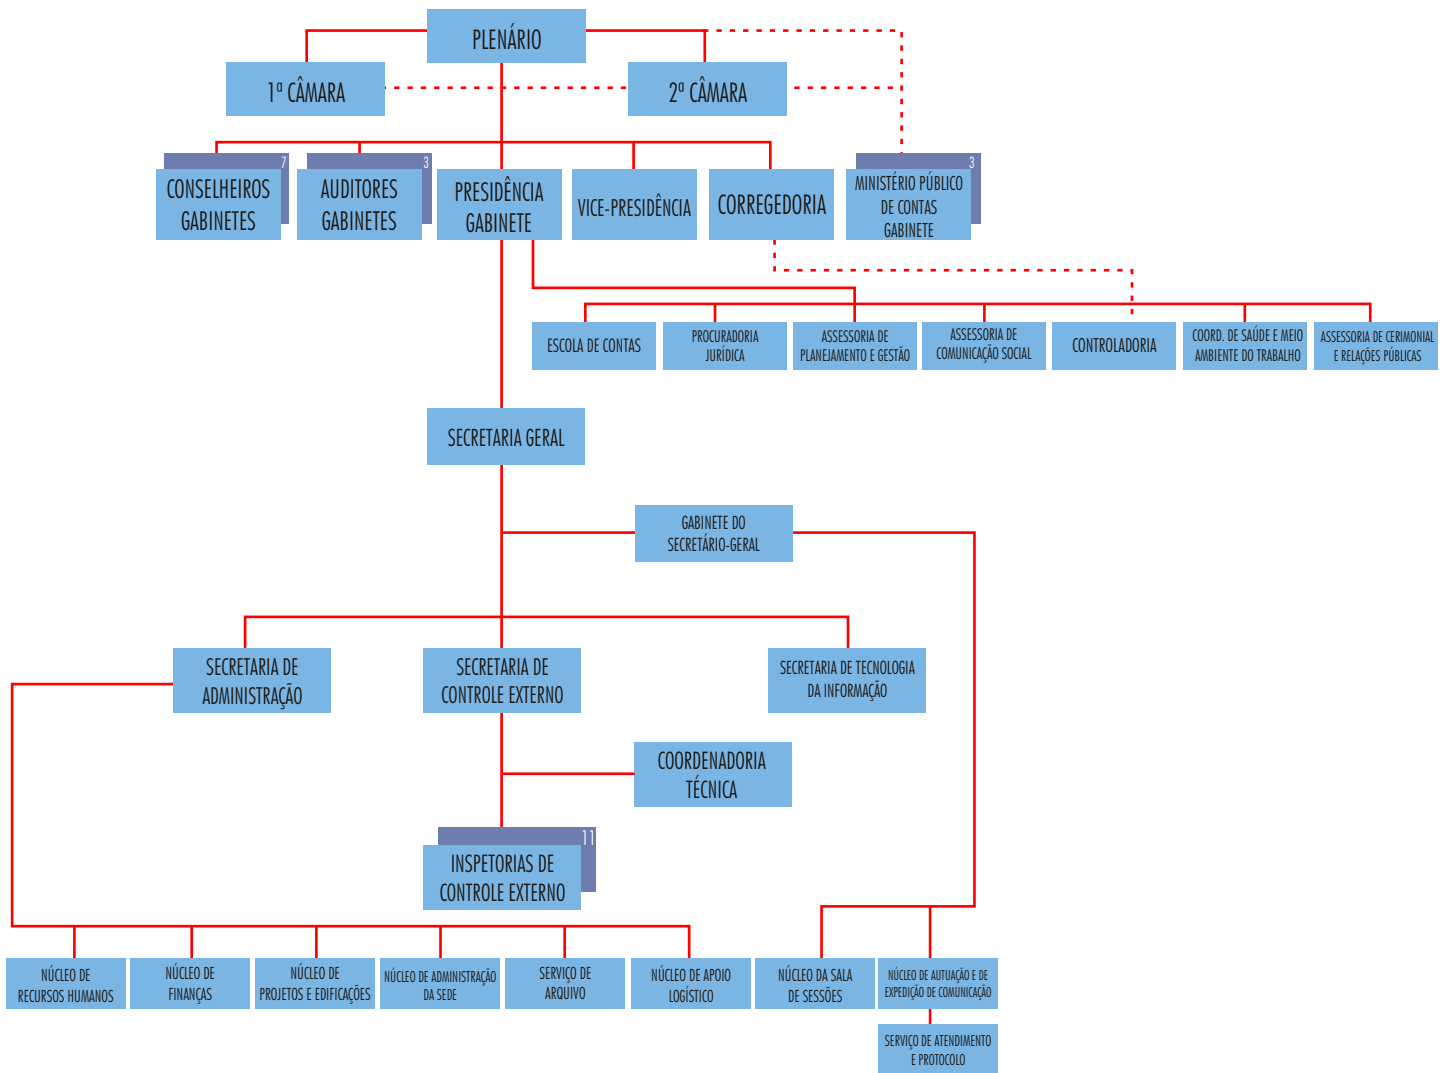 PLENÁRIO
1ª CÂMARA
2ª CÂMARA
7
CONSELHEIROS
GABINETES
3
AUDITORES
GABINETES
PRESIDÊNCIA
GABINETE
VICE-PRESIDÊNCIA
CORREGEDORIA
3
MINISTÉRIO PÚBLICO
DE CONTAS
GABINETE
ESCOLA DE CONTAS
PROCURADORIA
JURÍDICA
ASSESSORIA DE
PLANEJAMENTO E GESTÃO
ASSESSORIA DE
COMUNICAÇÃO SOCIAL
CONTROLADORIA
COORD. DE SAÚDE E MEIO
AMBIENTE DO TRABALHO
ASSESSORIA DE CERIMONIAL
E RELAÇÕES PÚBLICAS
SECRETARIA GERAL
GABINETE DO
SECRETÁRIO-GERAL
SECRETARIA DE
ADMINISTRAÇÃO
SECRETARIA DE
CONTROLE EXTERNO
SECRETARIA DE TECNOLOGIA
DA INFORMAÇÃO
COORDENADORIA
TÉCNICA
11
INSPETORIAS DE
CONTROLE EXTERNO
NÚCLEO DE
RECURSOS HUMANOS
NÚCLEO DE
FINANÇAS
NÚCLEO DE
PROJETOS E EDIFICAÇÕES
NÚCLEO DE ADMINISTRAÇÃO
DA SEDE
SERVIÇO DE
ARQUIVO
NÚCLEO DE APOIO
LOGÍSTICO
NÚCLEO DA SALA
DE SESSÕES
NÚCLEO DE AUTUAÇÃO E DE
EXPEDIÇÃO DE COMUNICAÇÃO
SERVIÇO DE ATENDIMENTO
E PROTOCOLO